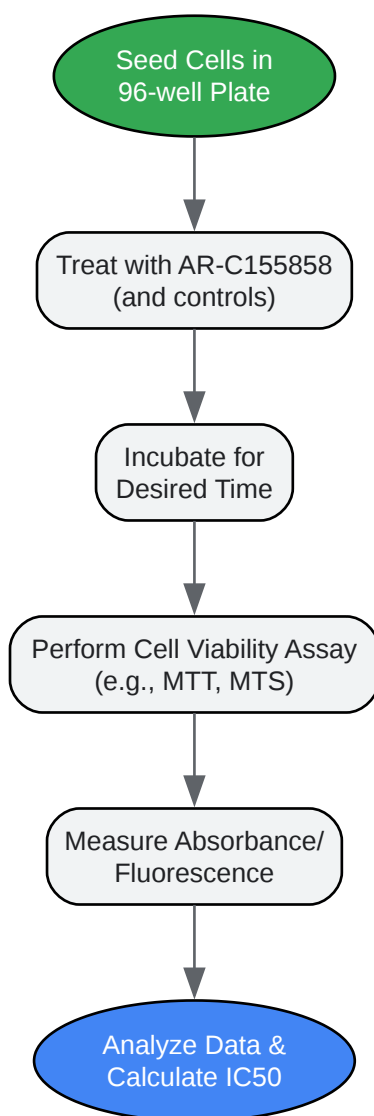 Seed Cells in
96-well Plate
Treat with AR-C155858
(and controls)
Incubate for
Desired Time
Perform Cell Viability Assay
(e.g., MTT, MTS)
Measure Absorbance/
Fluorescence
Analyze Data &
Calculate IC50